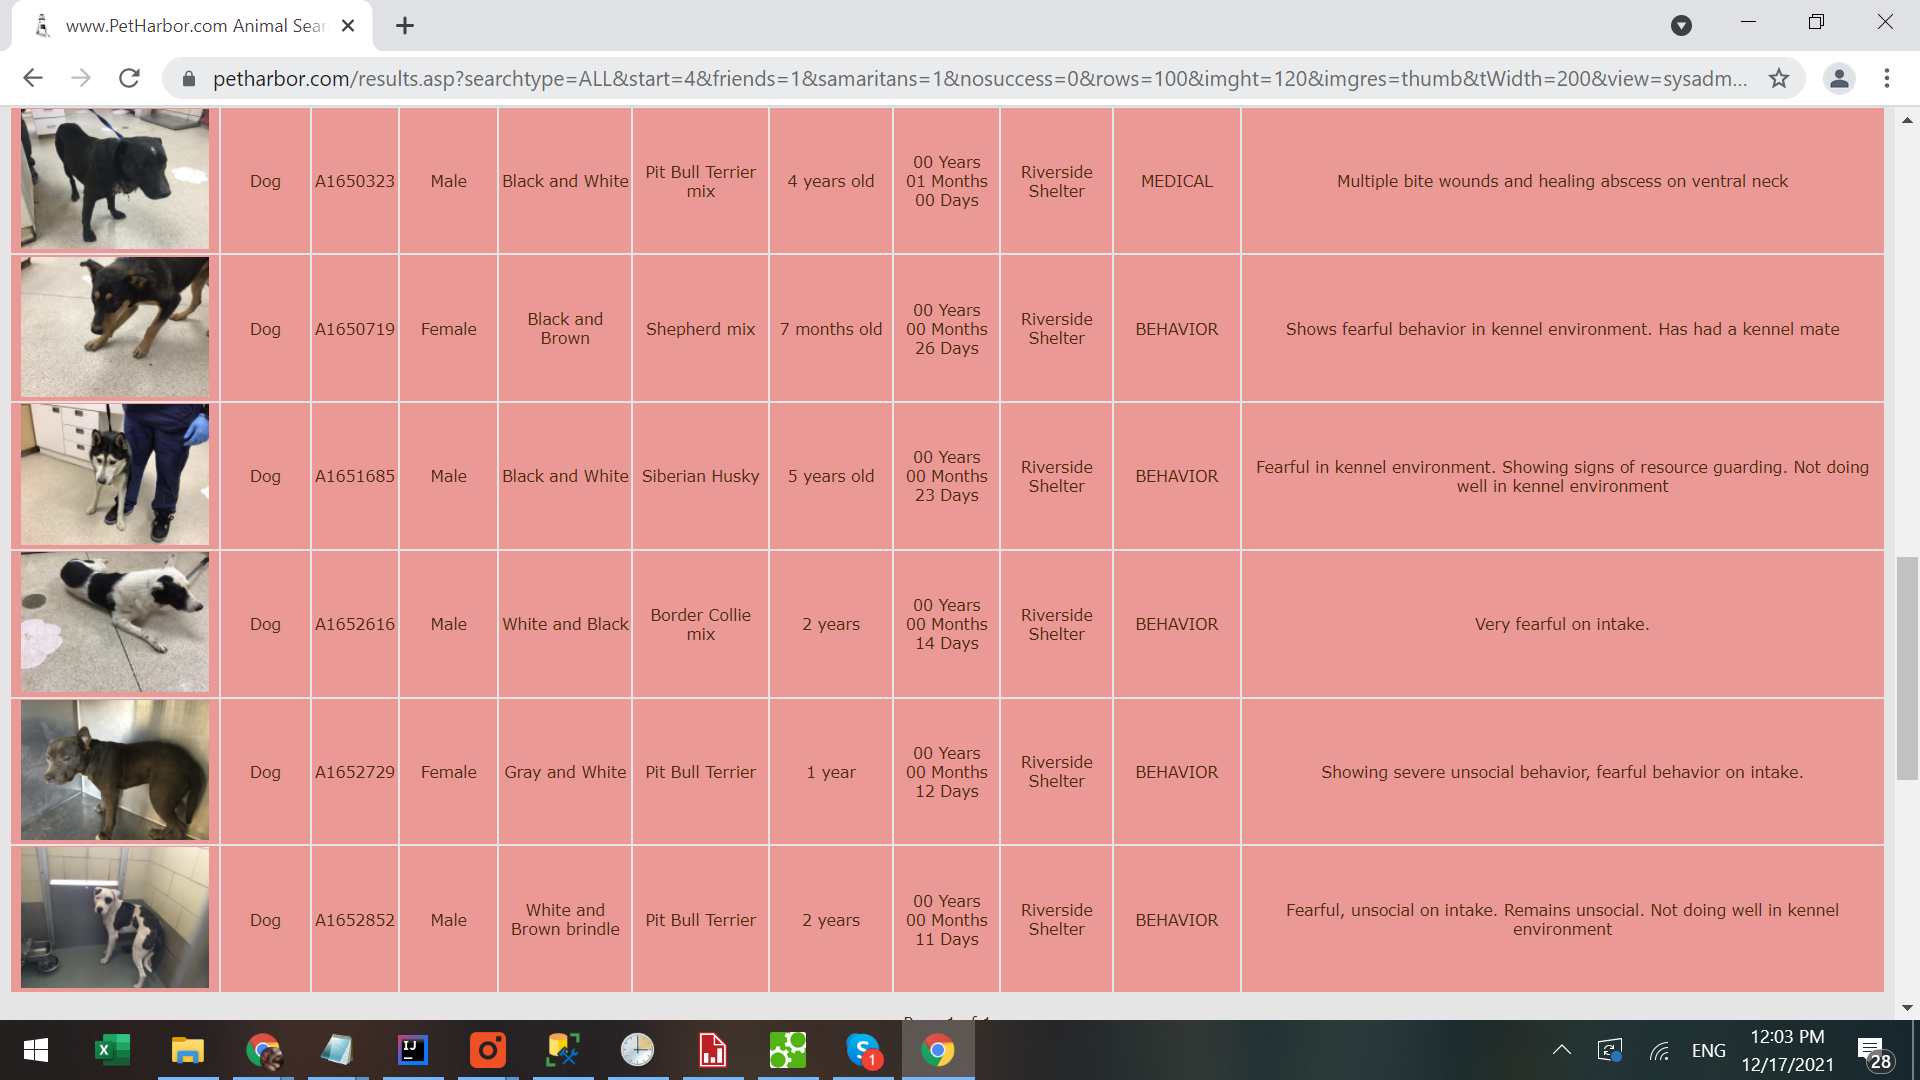 www.PetHarbor.com Animal Sear
petharbor.com/results.asp?searchtype=ALL&start=4&friends=1&samaritans=1&nosuccess=0&rows=100&imght=120&imgres=thumb&tWidth=200&view=sysadm...
Dog
A1650323
Male
Black and White
Pit Bull Terrier
mix
4 years old
00 Years
01 Months
00 Days
Riverside
Shelter
MEDICAL
Multiple bite wounds and healing abscess on ventral neck
Dog
A1650719
Female
Black and
Brown
Shepherd mix
7 months old
00 Years
00 Months
26 Days
Riverside
Shelter
BEHAVIOR
Shows fearful behavior in kennel environment. Has had a kennel mate
Dog
A1651685
Male
Black and White
Siberian Husky
5 years old
00 Years
00 Months
23 Days
Riverside
Shelter
BEHAVIOR
Fearful in kennel environment. Showing signs of resource guarding. Not doing
well in kennel environment
Dog
A1652616
Male
White and Black
Border Collie
mix
2 years
00 Years
00 Months
14 Days
Riverside
Shelter
BEHAVIOR
Very fearful on intake.
Dog
A1652729
Female
Gray and White
Pit Bull Terrier
1 year
00 Years
00 Months
12 Days
Riverside
Shelter
BEHAVIOR
Showing severe unsocial behavior, fearful behavior on intake.
Dog
A1652852
Male
White and
Brown brindle
Pit Bull Terrier
2 years
00 Years
00 Months
11 Days
Riverside
Shelter
BEHAVIOR
Fearful, unsocial on intake. Remains unsocial. Not doing well in kennel
environment
X
IJ
S
1
ENG
12:03 PM
12/17/2021
28